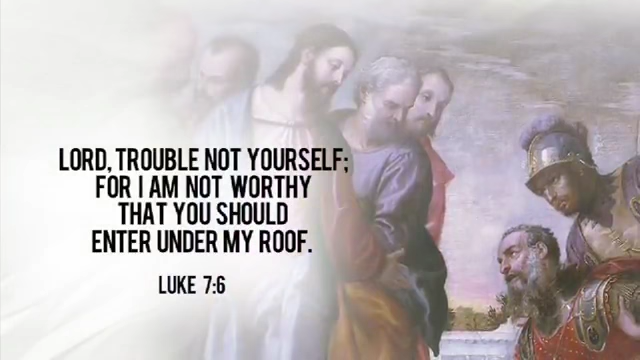 LORD, TROUBLE NOT YOURSELF;
FOR I AM NOT WORTHY
THAT YOU SHOULD
ENTER UNDER MY ROOF.
LUKE 7:6